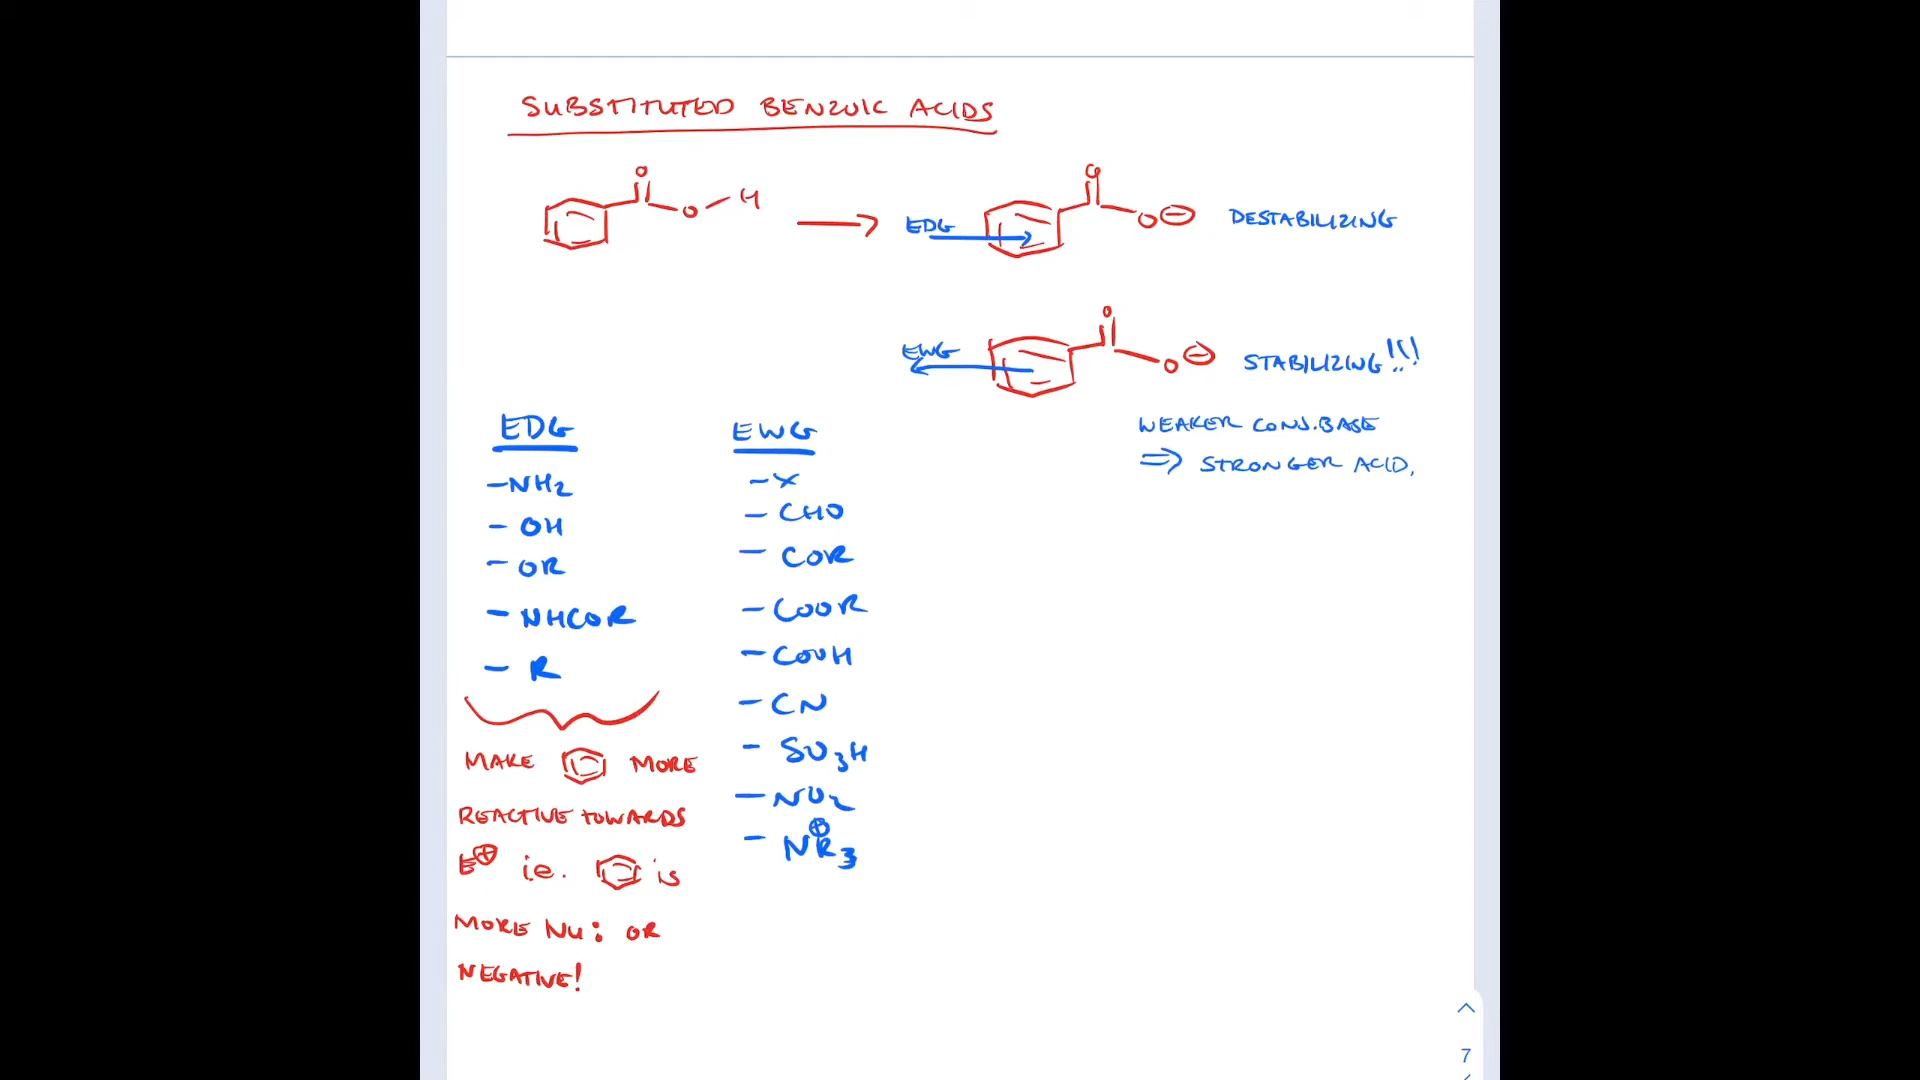 SUBSTITUTED BENZOIC ACIDS
O
O - H
EDG
O
O⊖
DESTABILIZING
EWG
O
O⊖
STABILIZING!!!
WEAKER CONJ. BASE
⇒ STRONGER ACID.
EDG
-NH2
- OH
- OR
- NHCOR
- R
MAKE MORE
REACTIVE TOWARDS
E⊕ ie. is
MORE Nu: OR
NEGATIVE!
EWG
-X
- CHO
- COR
- COOR
- COOH
- CN
- SO3H
- NO2
- N⊕R3
7